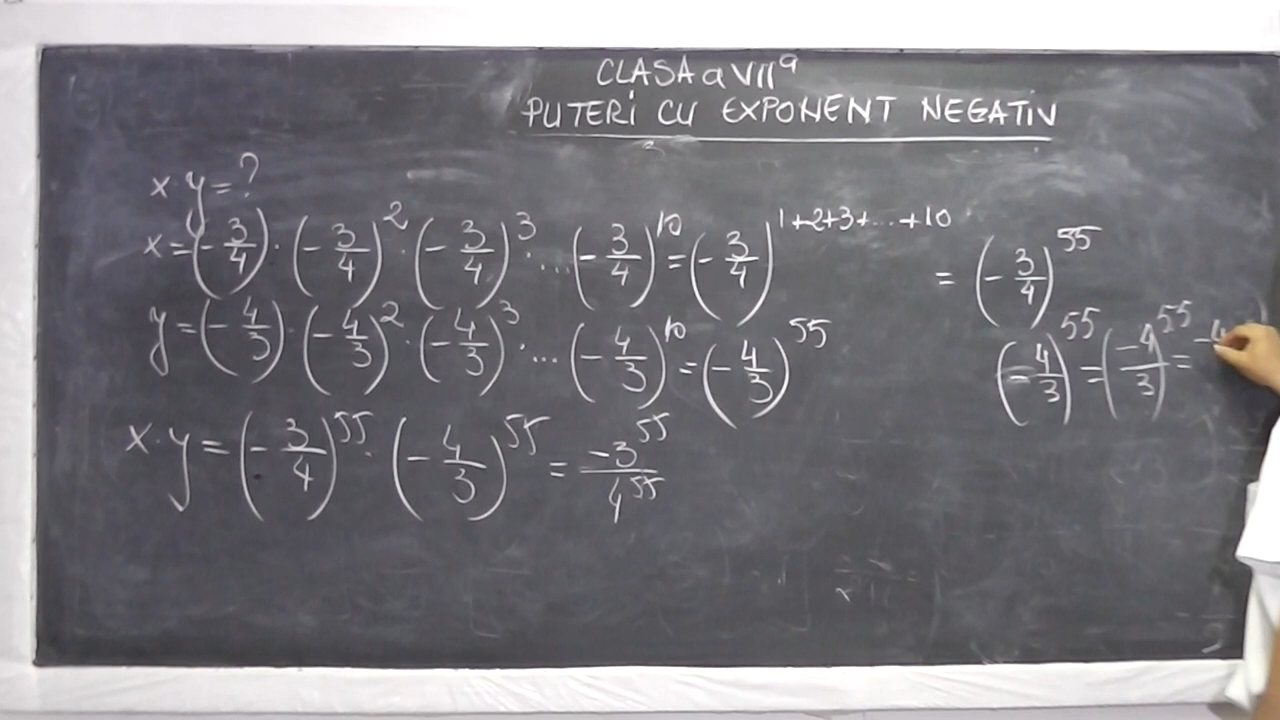 CLASA a VII a
PUTERI CU EXPONENT NEGATIV
x·y=?
x=(-3/4)·(-3/4)^2·(-3/4)^3·...(-3/4)^10=(-3/4)^1+2+3+...+10 =(-3/4)^55
y=(-4/3)·(-4/3)^2·(-4/3)^3·...(-4/3)^10=(-4/3)^55
(-4/3)^55=(-4/3)^55=-4
x·y=(-3/4)^55·(-4/3)^55=-3^55/4^55